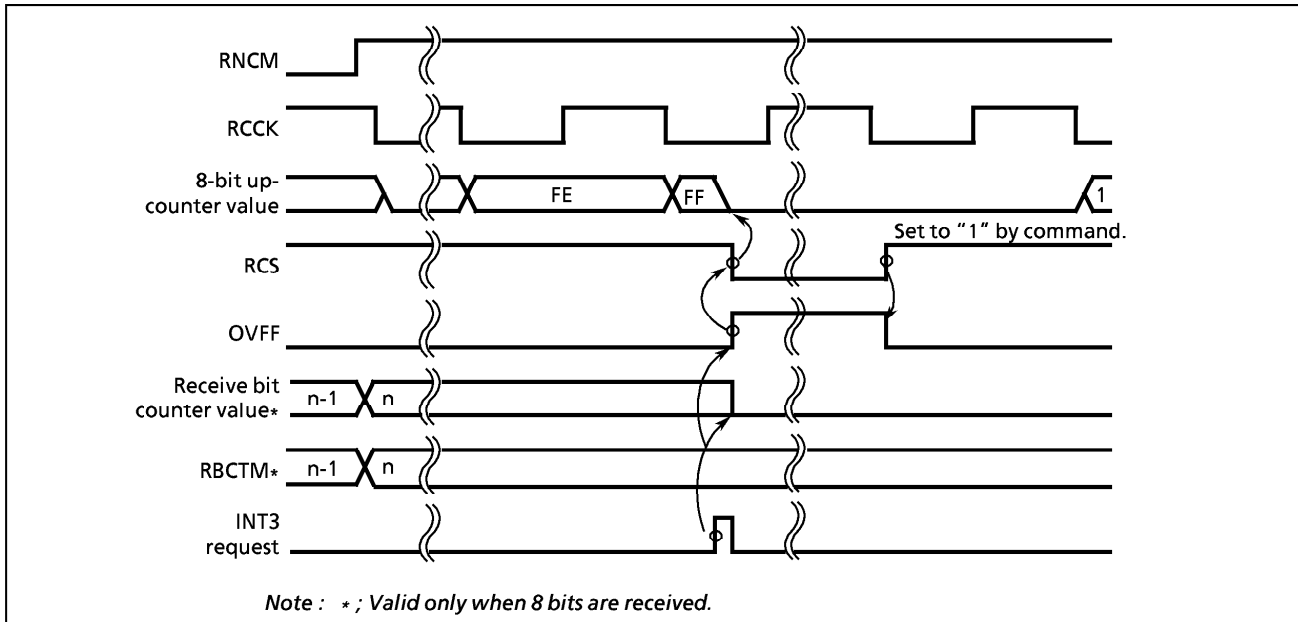 RNCM
RCCK
8-bit up-
counter value
FE
FF
1
Set to "1" by command.
RCS
OVFF
Receive bit
counter value*
n-1
n
RBCTM*
n-1
n
INT3
request
Note : * ; Valid only when 8 bits are received.